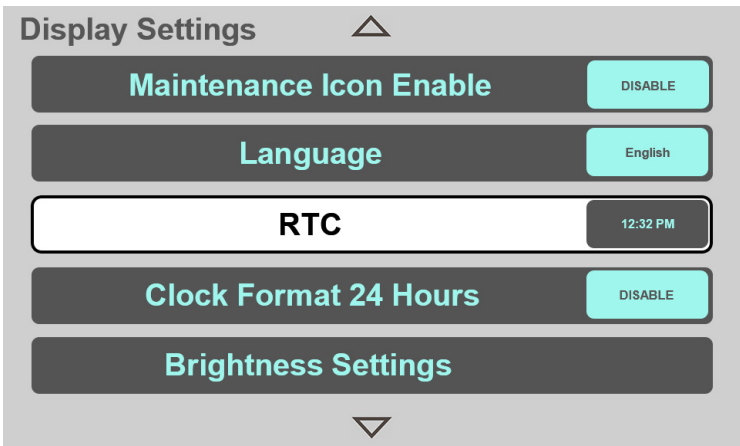 Display Settings
Maintenance Icon Enable DISABLE
Language English
RTC 12:32 PM
Clock Format 24 Hours DISABLE
Brightness Settings